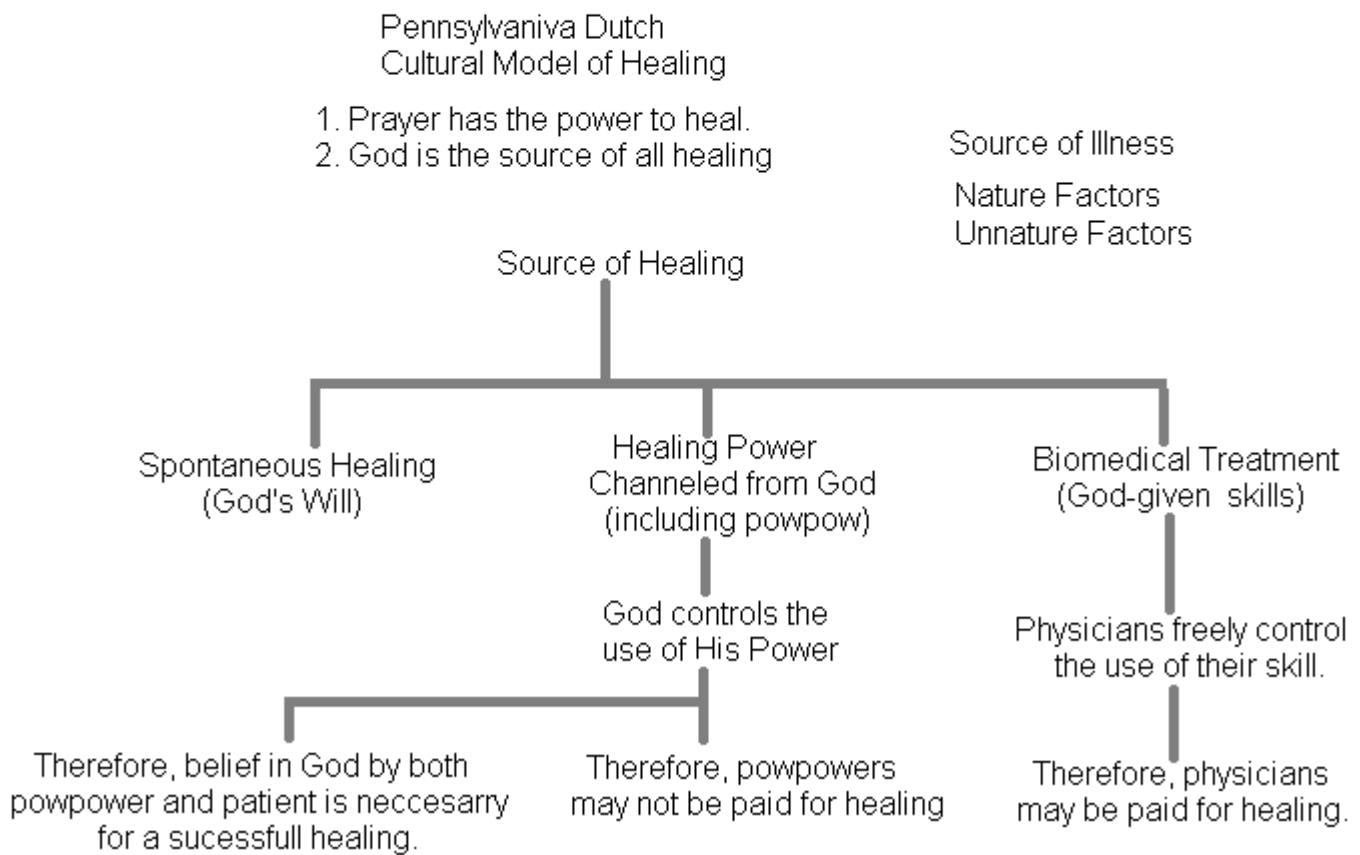 Pennsylvaniva Dutch
Cultural Model of Healing
1. Prayer has the power to heal.
2. God is the source of all healing
Source of Illness
Nature Factors
Unnature Factors
Source of Healing
Spontaneous Healing
(God's Will)
Healing Power
Channeled from God
(including powpow)
Biomedical Treatment
(God-given skills)
God controls the
use of His Power
Physicians freely control
the use of their skill.
Therefore, belief in God by both
powpower and patient is neccesarry
for a sucessfull healing.
Therefore, powpowers
may not be paid for healing
Therefore, physicians
may be paid for healing.